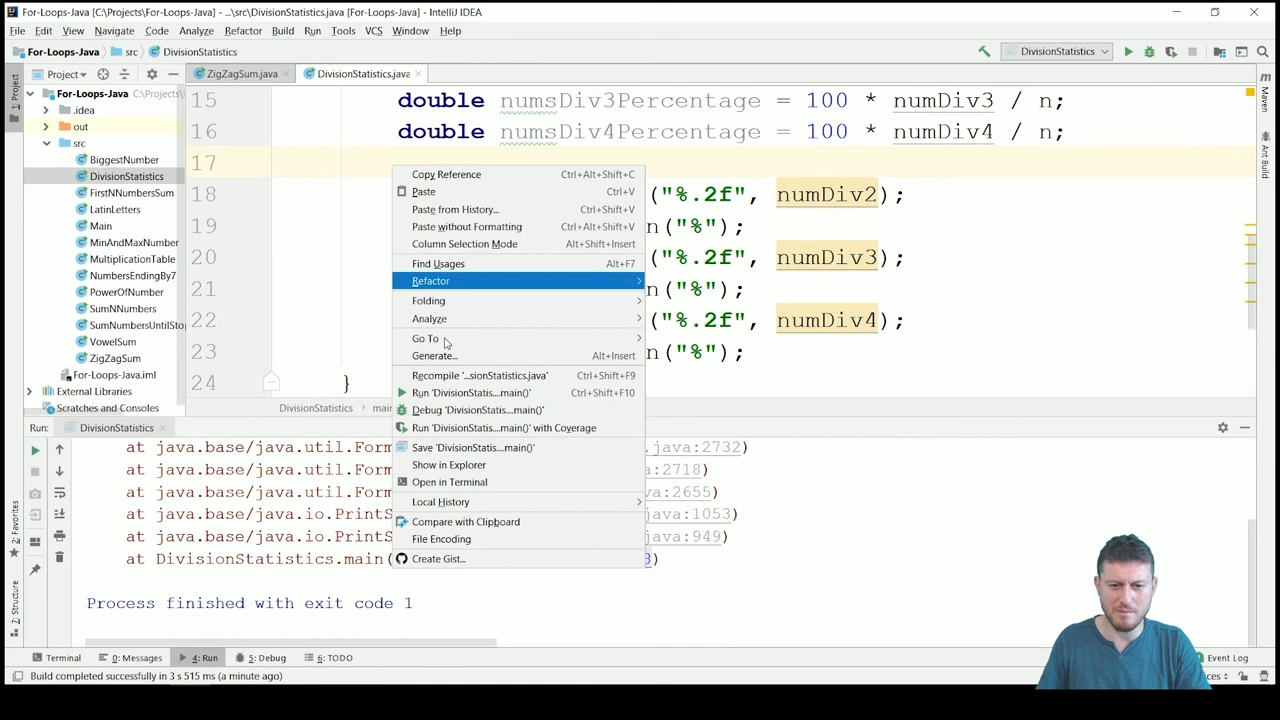 For-Loops-Java [C:\Projects\For-Loops-Java] - ...\src\DivisionStatistics.java [For-Loops-Java] - IntelliJ IDEA
File Edit View Navigate Code Analyze Refactor Build Run Tools VCS Window Help
For-Loops-Java src DivisionStatistics DivisionStatistics
Project ZigZagSum.java DivisionStatistics.java
1: Project
For-Loops-Java C:\Projects\
.idea
out
src
BiggestNumber
DivisionStatistics
FirstNNumbersSum
LatinLetters
Main
MinAndMaxNumber
MultiplicationTable
NumbersEndingBy7
PowerOfNumber
SumNNumbers
SumNumbersUntilSto
VowelSum
ZigZagSum
For-Loops-Java.iml
External Libraries
Scratches and Consoles
15 double numsDiv3Percentage = 100 * numDiv3 / n;
16 double numsDiv4Percentage = 100 * numDiv4 / n;
17
18 ("%.2f", numDiv2);
19 n("%");
20 ("%.2f", numDiv3);
21 n("%");
22 ("%.2f", numDiv4);
23 n("%");
24 }
DivisionStatistics main
Copy Reference Ctrl+Alt+Shift+C
Paste Ctrl+V
Paste from History... Ctrl+Shift+V
Paste without Formatting Ctrl+Alt+Shift+V
Column Selection Mode Alt+Shift+Insert
Find Usages Alt+F7
Refactor
Folding
Analyze
Go To
Generate... Alt+Insert
Recompile '...sionStatistics.java' Ctrl+Shift+F9
Run 'DivisionStatis....main()' Ctrl+Shift+F10
Debug 'DivisionStatis....main()'
Run 'DivisionStatis....main()' with Coverage
Save 'DivisionStatis....main()'
Show in Explorer
Open in Terminal
Local History
Compare with Clipboard
File Encoding
Create Gist...
Maven
Ant Build
Run: DivisionStatistics
at java.base/java.util.Form .java:2732)
at java.base/java.util.Form java:2718)
at java.base/java.util.Form java:2655)
at java.base/java.io.PrintS java:1053)
at java.base/java.io.PrintS java:949)
at DivisionStatistics.main( 8)
Process finished with exit code 1
2: Favorites
Z: Structure
Terminal 0: Messages 4: Run 5: Debug 6: TODO Event Log
Build completed successfully in 3 s 515 ms (a minute ago) ces